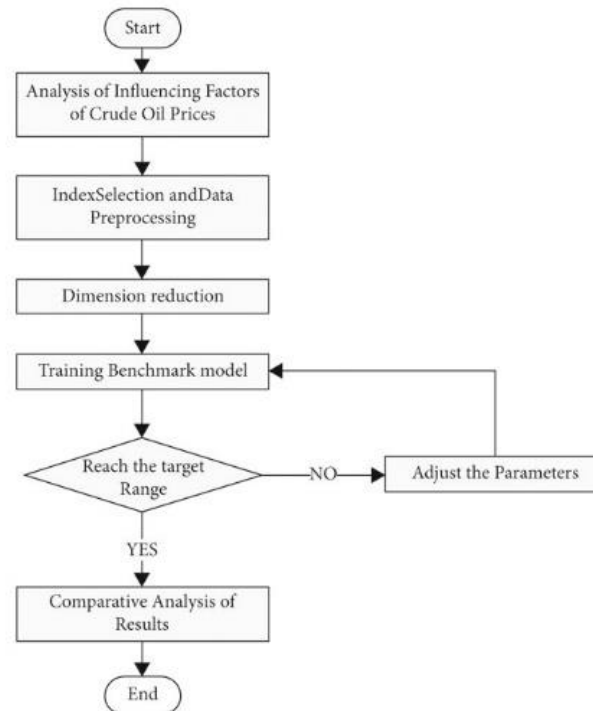 Start
Analysis of Influencing Factors
of Crude Oil Prices
IndexSelection andData
Preprocessing
Dimension reduction
Training Benchmark model
Reach the target
Range
NO
Adjust the Parameters
YES
Comparative Analysis of
Results
End